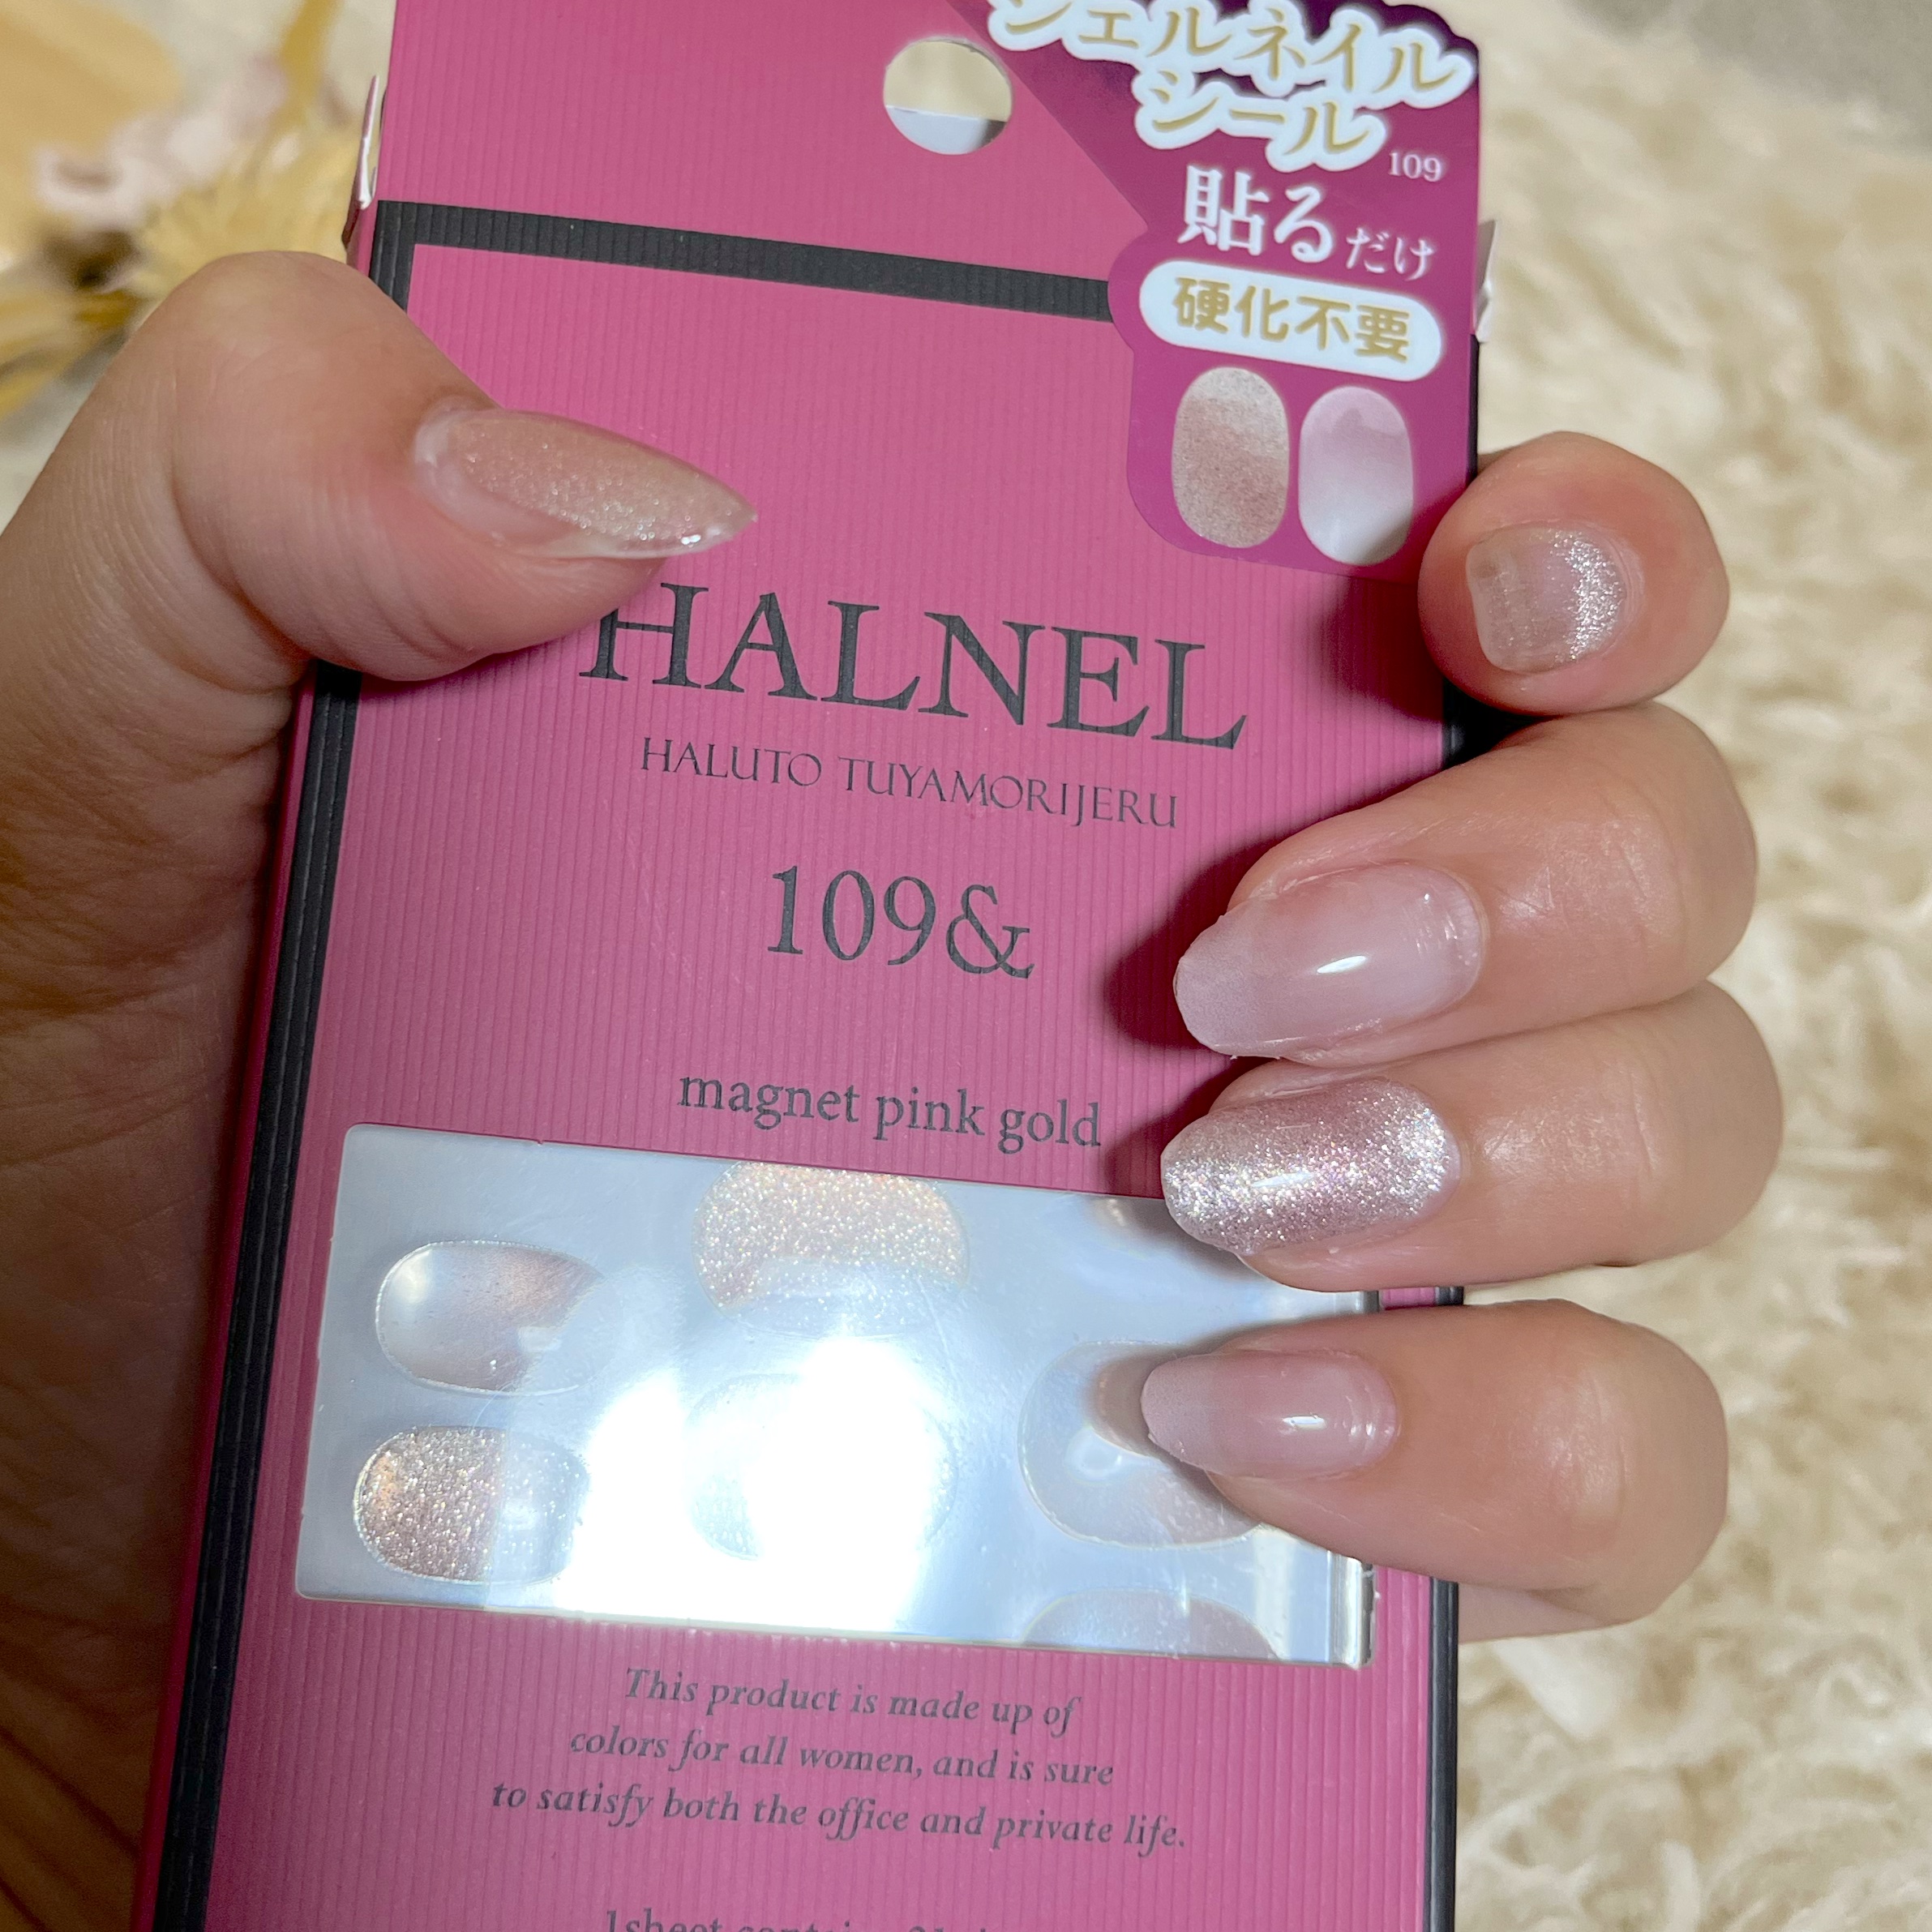 ジェルネイル
シール
109
貼るだけ
硬化不要
HALNEL
HALUTO TUYAMORIJERU
109&
magnet pink gold
This product is made up of
colors for all women, and is sure
to satisfy both the office and private life.
1sheet